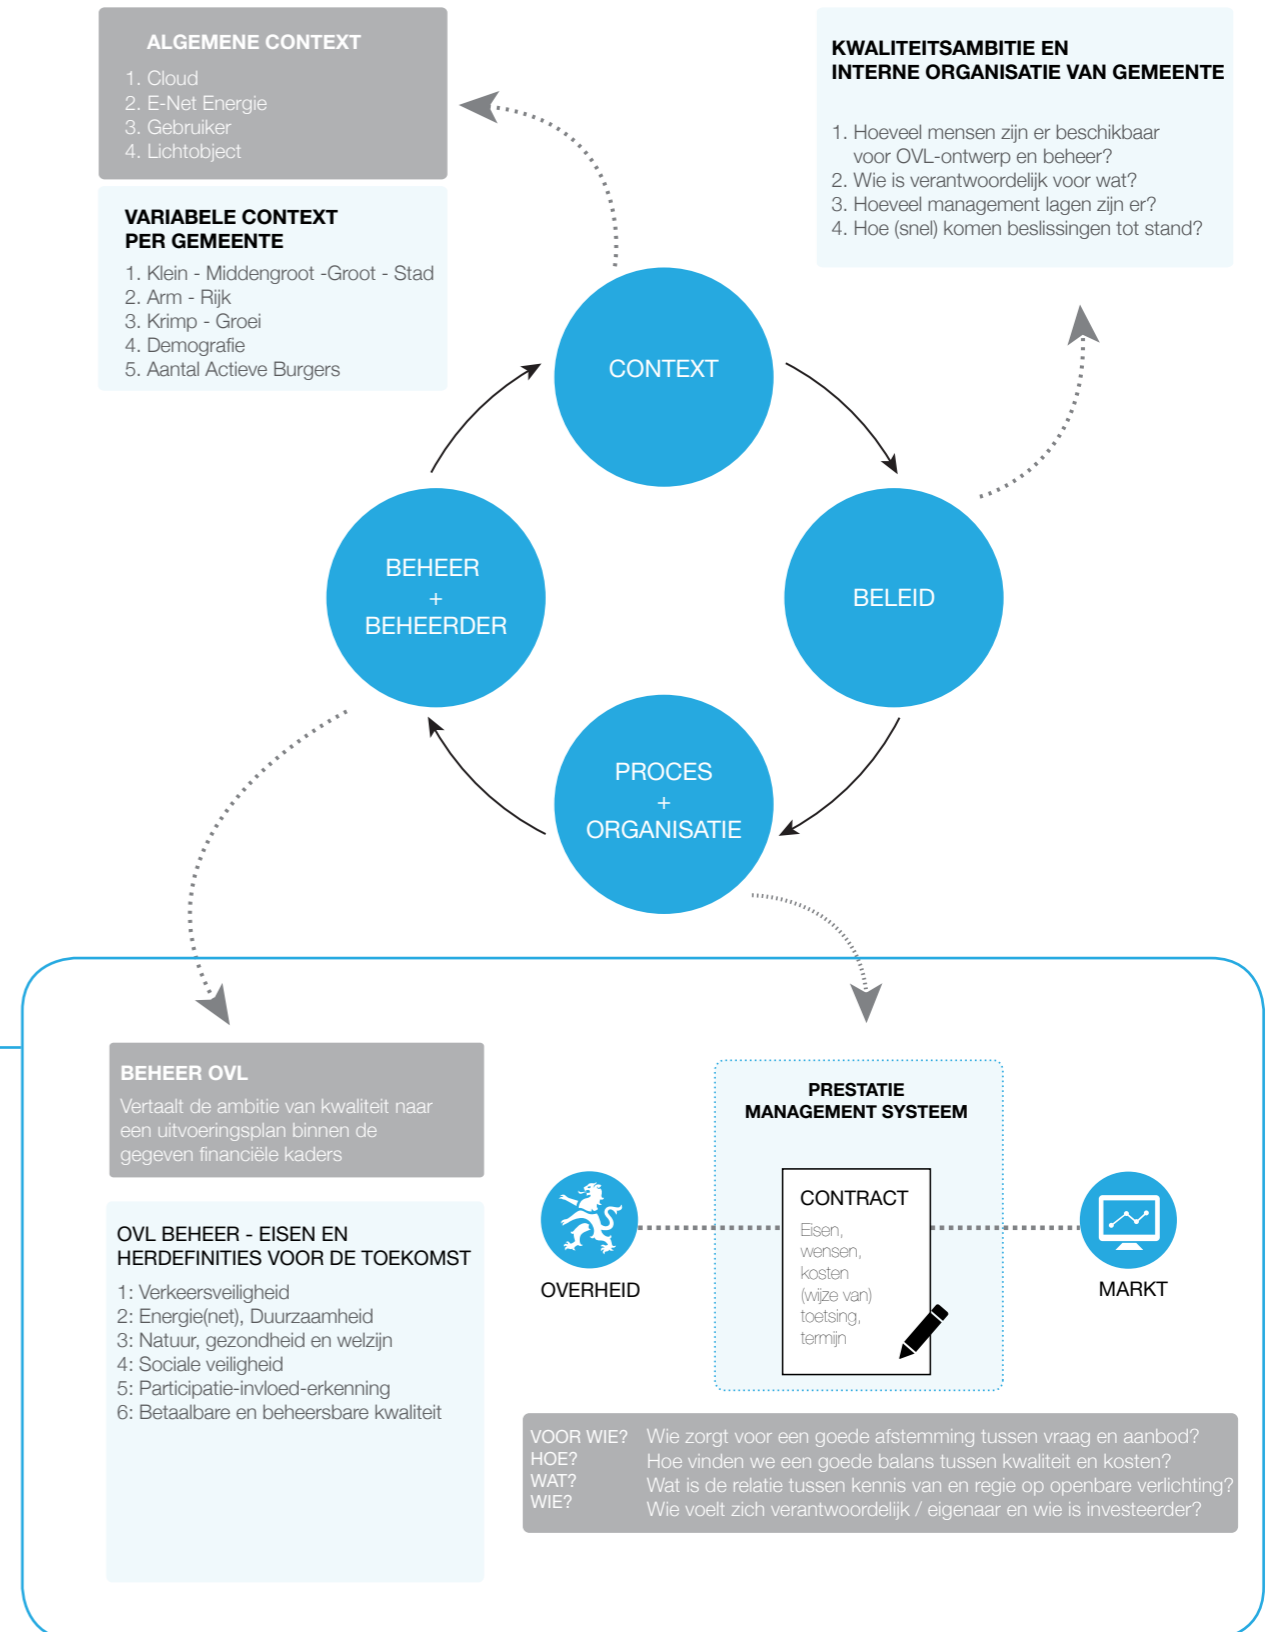 ALGEMENE CONTEXT
1. Cloud
2. E-Net Energie
3. Gebruiker
4. Lichtobject
VARIABELE CONTEXT
PER GEMEENTE
1. Klein - Middengroot -Groot - Stad
2. Arm - Rijk
3. Krimp - Groei
4. Demografie
5. Aantal Actieve Burgers
KWALITEITSAMBITIE EN
INTERNE ORGANISATIE VAN GEMEENTE
1. Hoeveel mensen zijn er beschikbaar
voor OVL-ontwerp en beheer?
2. Wie is verantwoordelijk voor wat?
3. Hoeveel management lagen zijn er?
4. Hoe (snel) komen beslissingen tot stand?
CONTEXT
BELEID
PROCES
+
ORGANISATIE
BEHEER
+
BEHEERDER
BEHEER OVL
Vertaalt de ambitie van kwaliteit naar
een uitvoeringsplan binnen de
gegeven financiële kaders
OVL BEHEER - EISEN EN
HERDEFINITIES VOOR DE TOEKOMST
1: Verkeersveiligheid
2: Energie(net), Duurzaamheid
3: Natuur, gezondheid en welzijn
4: Sociale veiligheid
5: Participatie-invloed-erkenning
6: Betaalbare en beheersbare kwaliteit
PRESTATIE
MANAGEMENT SYSTEEM
CONTRACT
Eisen,
wensen,
kosten
(wijze van)
toetsing,
termijn
OVERHEID
MARKT
VOOR WIE? Wie zorgt voor een goede afstemming tussen vraag en aanbod?
HOE? Hoe vinden we een goede balans tussen kwaliteit en kosten?
WAT? Wat is de relatie tussen kennis van en regie op openbare verlichting?
WIE? Wie voelt zich verantwoordelijk / eigenaar en wie is investeerder?